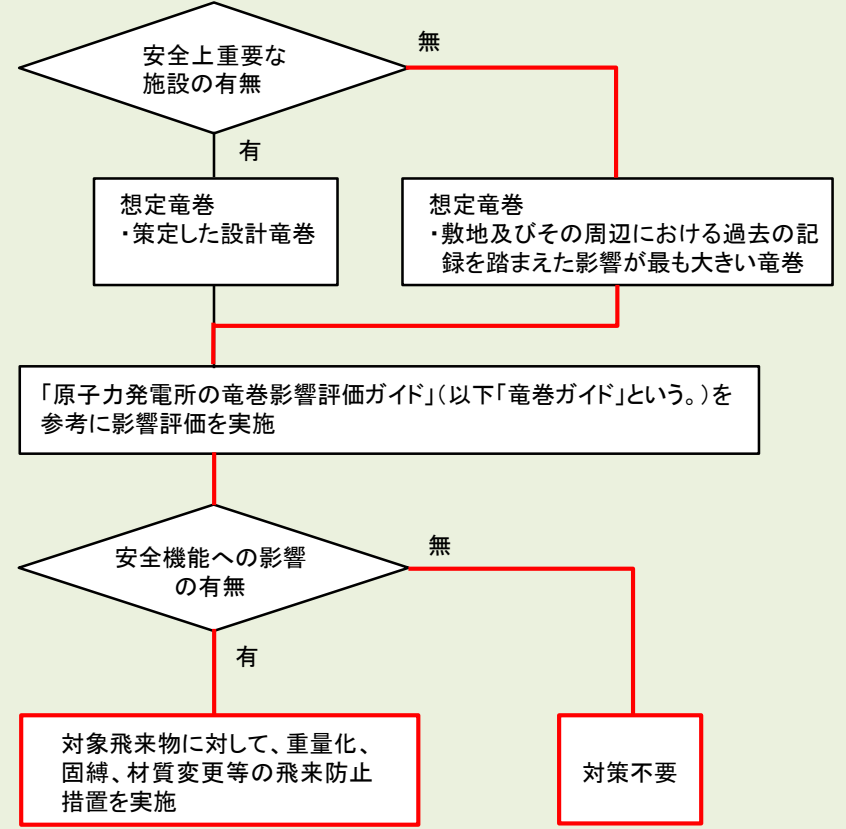 安全上重要な
施設の有無
無
有
想定竜巻
・策定した設計竜巻
想定竜巻
・敷地及びその周辺における過去の記
録を踏まえた影響が最も大きい竜巻
「原子力発電所の竜巻影響評価ガイド」(以下「竜巻ガイド」という。)を
参考に影響評価を実施
安全機能への影響
の有無
無
有
対象飛来物に対して、重量化、
固縛、材質変更等の飛来防止
措置を実施
対策不要